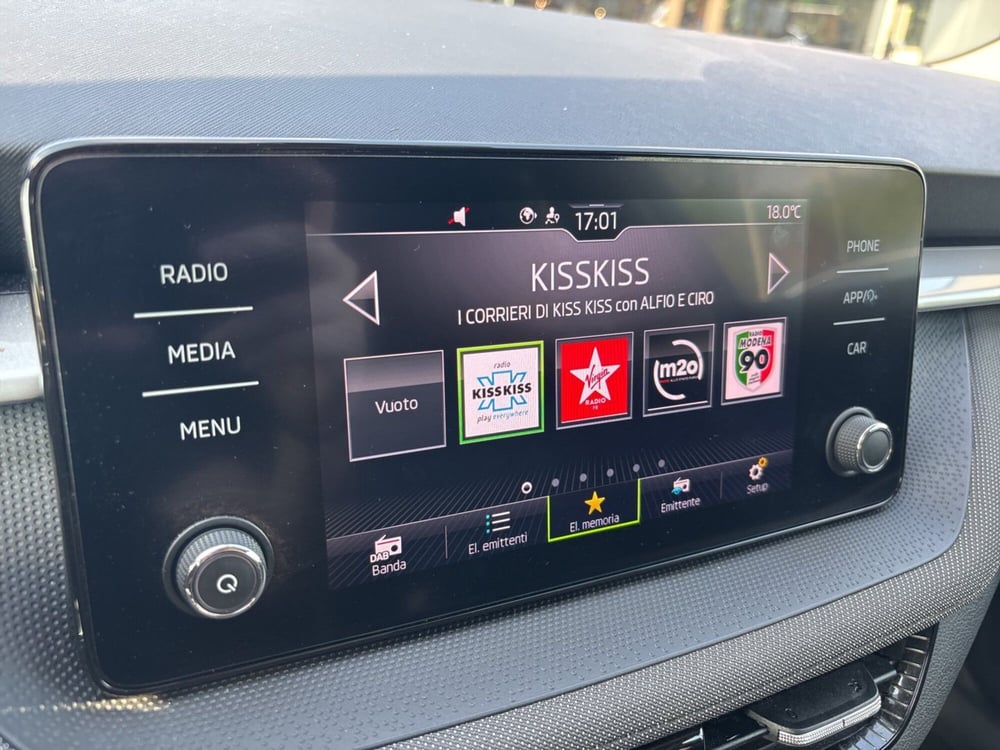 17:01
18.0°C
RADIO
MEDIA
MENU
PHONE
APP/
CAR
KISSKISS
I CORRIERI DI KISS KISS con ALFIO E CIRO
Vuoto
radio
KISSKISS
play everywhere
Virgin
RADIO
m2o
RADIO
MODENA
90
DAB
Banda
El. emittenti
El. memoria
Emittente
Setup